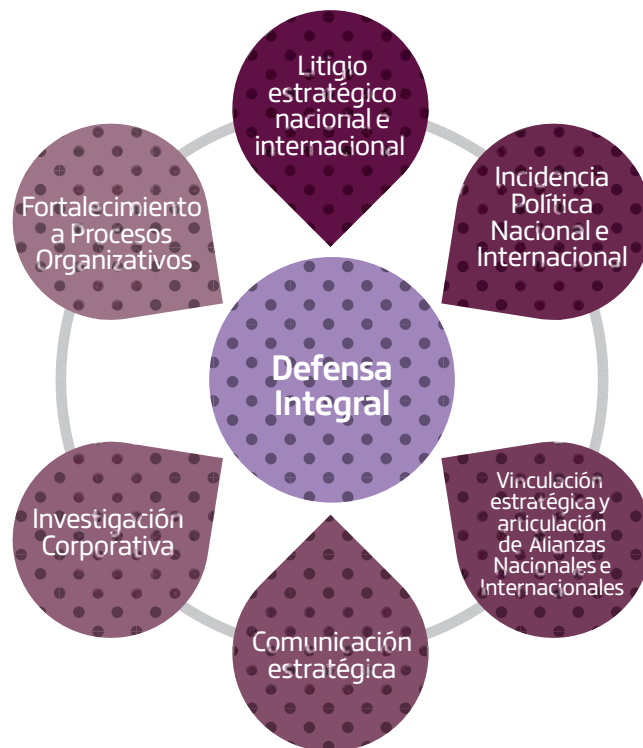 Litigio
estratégico
nacional e
internacional
Incidencia
Política
Nacional e
Internacional
Vinculación
estratégica y
articulación
de Alianzas
Nacionales e
Internacionales
Comunicación
estratégica
Investigación
Corporativa
Fortalecimiento
a Procesos
Organizativos
Defensa
Integral